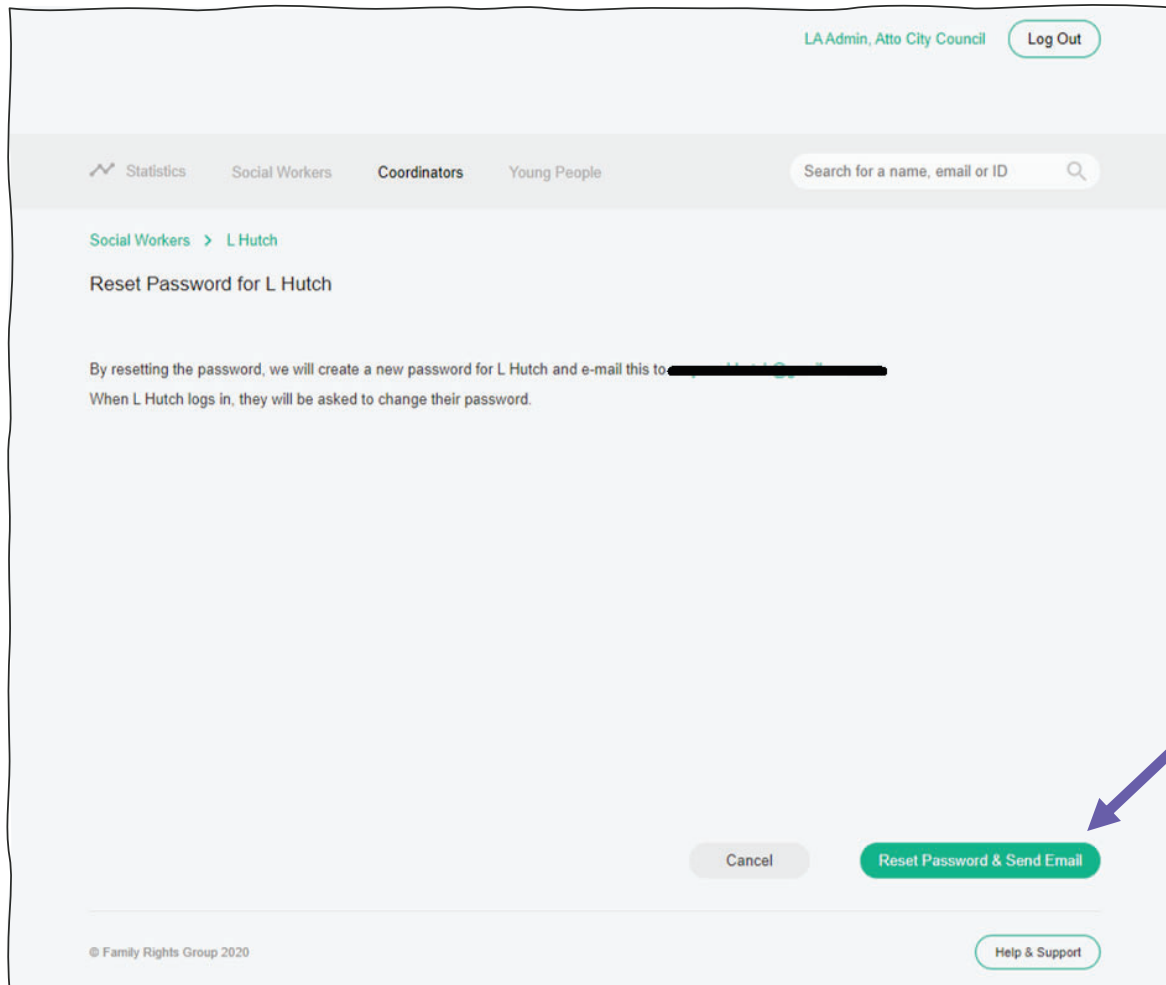 LA Admin, Atto City Council Log Out
Statistics Social Workers Coordinators Young People Search for a name, email or ID
Social Workers > L Hutch
Reset Password for L Hutch
By resetting the password, we will create a new password for L Hutch and e-mail this to
When L Hutch logs in, they will be asked to change their password.
Cancel Reset Password & Send Email
© Family Rights Group 2020 Help & Support